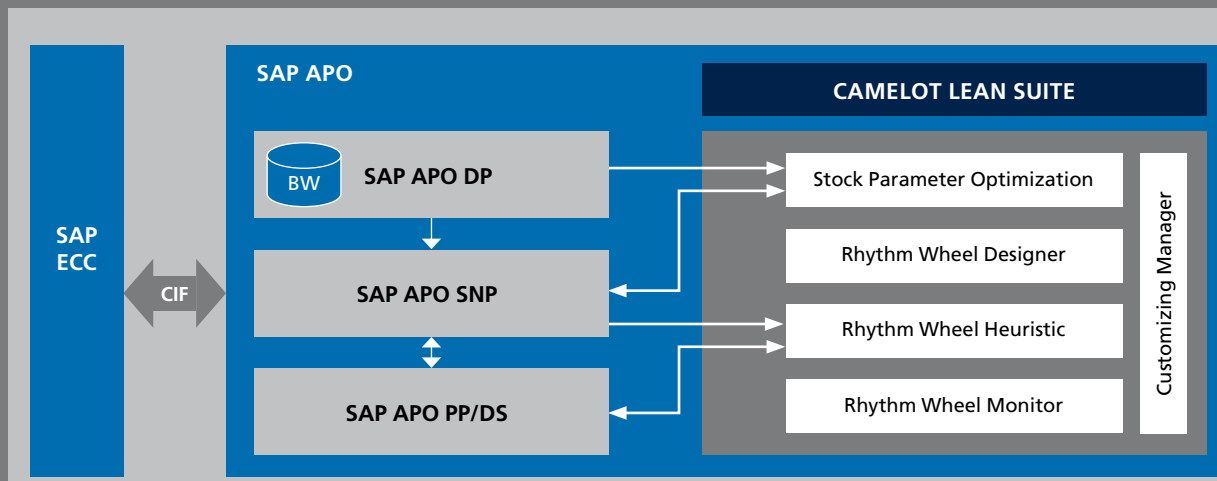 SAP APO
CAMELOT LEAN SUITE
BW
SAP APO DP
Stock Parameter Optimization
SAP
ECC
CIF
SAP APO SNP
Rhythm Wheel Designer
Rhythm Wheel Heuristic
SAP APO PP/DS
Rhythm Wheel Monitor
Customizing Manager